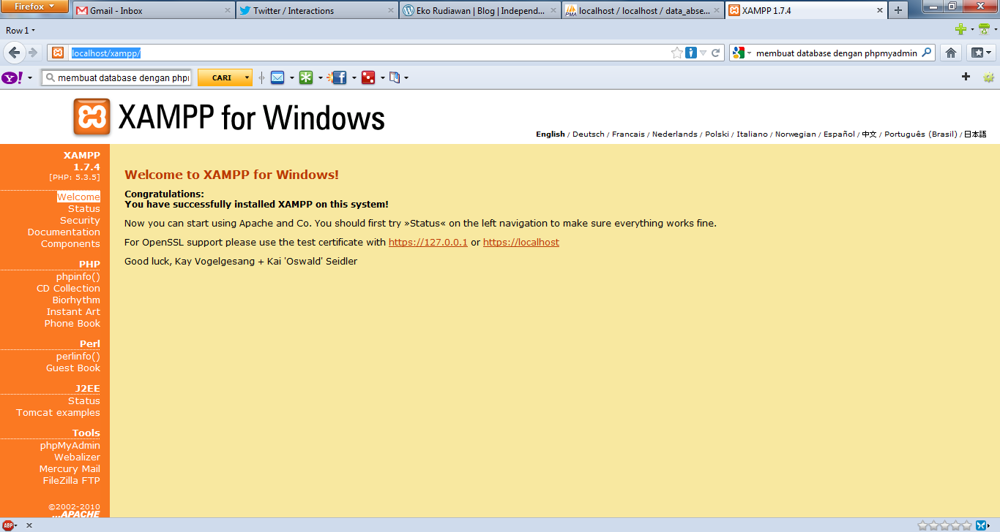 Firefox
Gmail - Inbox
Twitter / Interactions
Eko Rudiawan | Blog | Independ...
localhost / localhost / data_abse...
XAMPP 1.7.4
Row 1
localhost/xampp/
membuat database dengan phpmyadmin
Y!
membuat database dengan php
CARI
XAMPP for Windows
English / Deutsch / Francais / Nederlands / Polski / Italiano / Norwegian / Español / 中文 / Português (Brasil) / 日本語
XAMPP
1.7.4
[PHP: 5.3.5]
Welcome
Status
Security
Documentation
Components
PHP
phpinfo()
CD Collection
Biorhythm
Instant Art
Phone Book
Perl
perlinfo()
Guest Book
J2EE
Status
Tomcat examples
Tools
phpMyAdmin
Webalizer
Mercury Mail
FileZilla FTP
©2002-2010
...APACHE
Welcome to XAMPP for Windows!
Congratulations:
You have successfully installed XAMPP on this system!
Now you can start using Apache and Co. You should first try »Status« on the left navigation to make sure everything works fine.
For OpenSSL support please use the test certificate with https://127.0.0.1 or https://localhost
Good luck, Kay Vogelgesang + Kai 'Oswald' Seidler
ABP